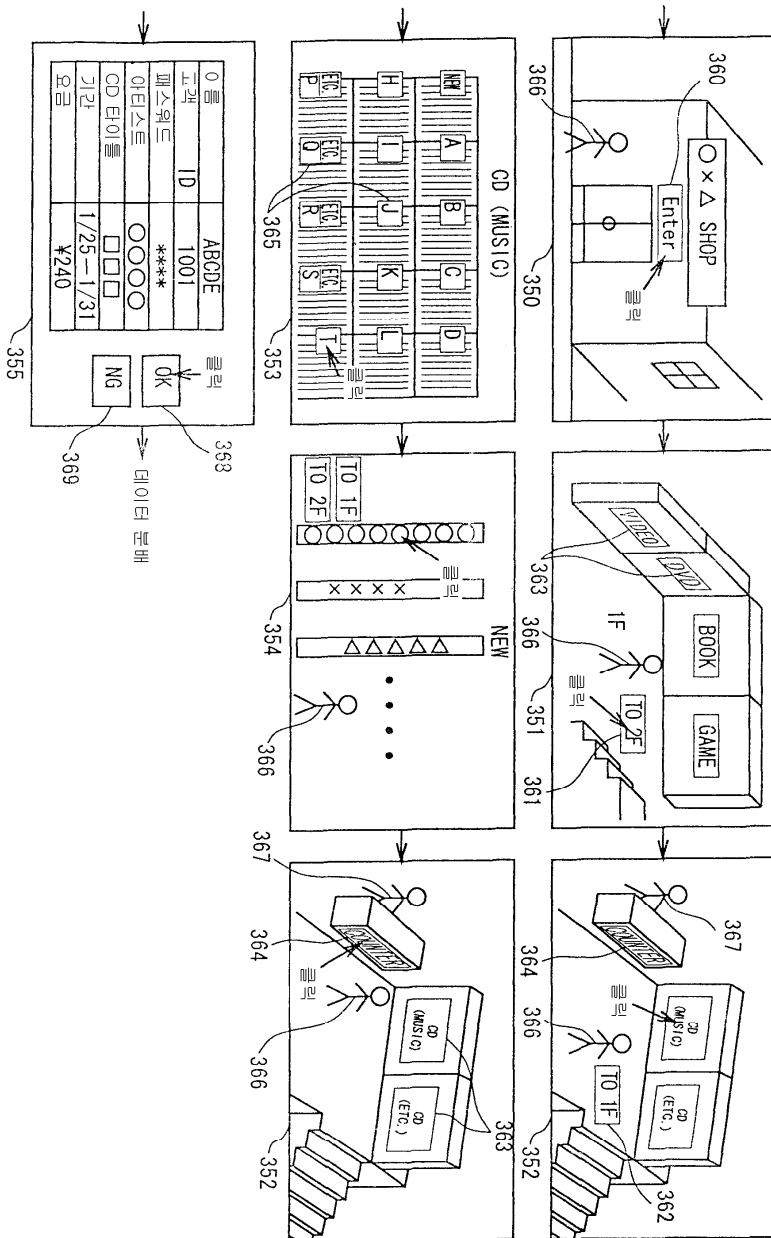 ○×△ SHOP
360
Enter
클릭
366
350
VIDEO
DVD
BOOK
GAME
363
1F
366
TO 2F
클릭
361
351
367
COUNTER
364
클릭
CD
(MUSIC)
CD
(ETC.)
366
TO 1F
362
352
CD (MUSIC)
NEW A B C D
H I J K L
ETC. ETC. ETC. ETC.
P Q R S T
클릭
365
353
NEW
클릭
○○○○○○○○
××××
△△△△△
TO 1F
TO 2F
366
354
367
COUNTER
364
클릭
CD
(MUSIC)
CD
(ETC.)
363
366
352
이름 ABCDE
고객 ID 1001
패스워드 ****
아티스트 ○○○○
CD 타이틀 □□□
기간 1/25－1/31
요금 ¥240
클릭
OK
NG
368
369
355
데이터 분배